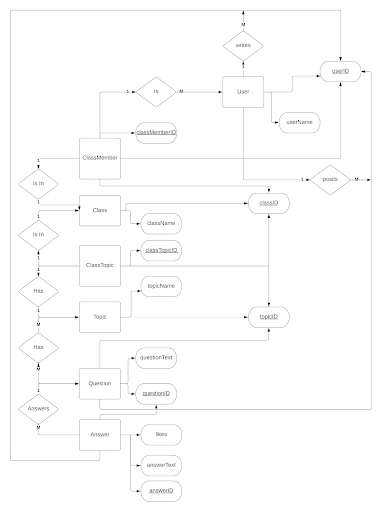 M
writes
M
userID
1
Is
M
User
userName
classMemberID
ClassMember
1
1
posts
M
Is In
1
Class
classID
1
className
Is In
1
classTopicID
ClassTopic
1
Has
topicName
M
Topic
topicID
M
Has
questionText
M
Question
questionID
1
Answers
M
Answer
likes
answerText
answerID